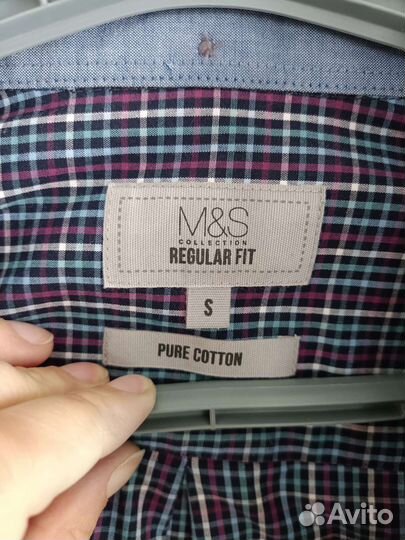 M&S
COLLECTION
REGULAR FIT
S
PURE COTTON
Avito